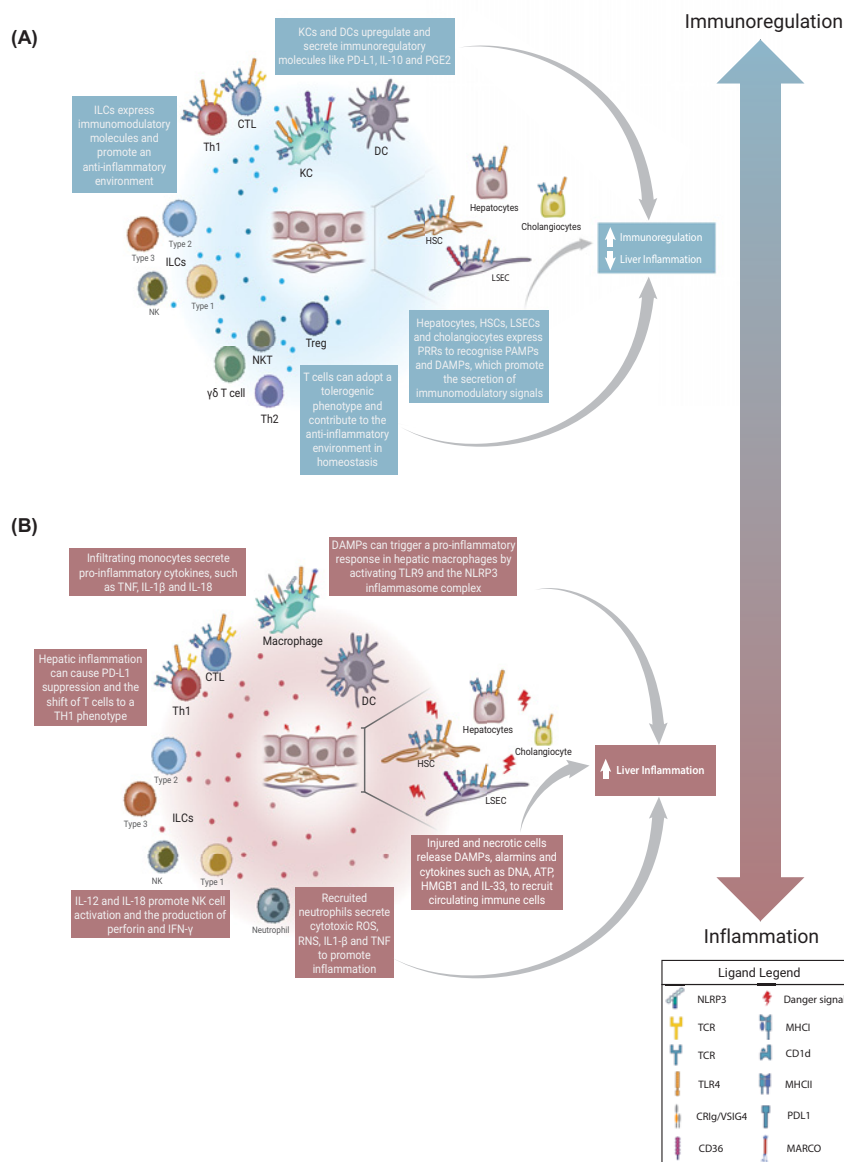 Immunoregulation
(A)
KCs and DCs upregulate and
secrete immunoregulatory
molecules like PD-L1, IL-10 and PGE2
ILCs express
immunomodulatory
molecules and
promote an
anti-inflammatory
environment
CTL
Th1
KC
DC
Hepatocytes
Cholangiocytes
HSC
LSEC
Type 2
Type 3
ILCs
NK
Type 1
Immunoregulation
Liver Inflammation
NKT
Treg
γδ T cell
Th2
Hepatocytes, HSCs, LSECs
and cholangiocytes express
PRRs to recognise PAMPs
and DAMPs, which promote
the secretion of
immunomodulatory signals
T cells can adopt a
tolerogenic
phenotype and
contribute to the
anti-inflammatory
environment in
homeostasis
(B)
Infiltrating monocytes secrete
pro-inflammatory cytokines, such
as TNF, IL-1β and IL-18
DAMPs can trigger a pro-inflammatory
response in hepatic macrophages by
activating TLR9 and the NLRP3
inflammasome complex
Macrophage
Hepatic inflammation
can cause PD-L1
suppression and the
shift of T cells to a
TH1 phenotype
CTL
Th1
DC
Hepatocytes
Cholangiocyte
HSC
LSEC
Type 2
Type 3
ILCs
NK
Type 1
Liver Inflammation
Injured and necrotic cells
release DAMPs, alarmins and
cytokines such as DNA, ATP,
HMGB1 and IL-33, to recruit
circulating immune cells
IL-12 and IL-18 promote NK cell
activation and the production of
perforin and IFN-γ
Neutrophil
Recruited
neutrophils secrete
cytotoxic ROS,
RNS, IL1-β and TNF
to promote
inflammation
Inflammation
Ligand Legend
NLRP3
Danger signal
TCR
MHCI
TCR
CD1d
TLR4
MHCII
CRIg/VSIG4
PDL1
CD36
MARCO